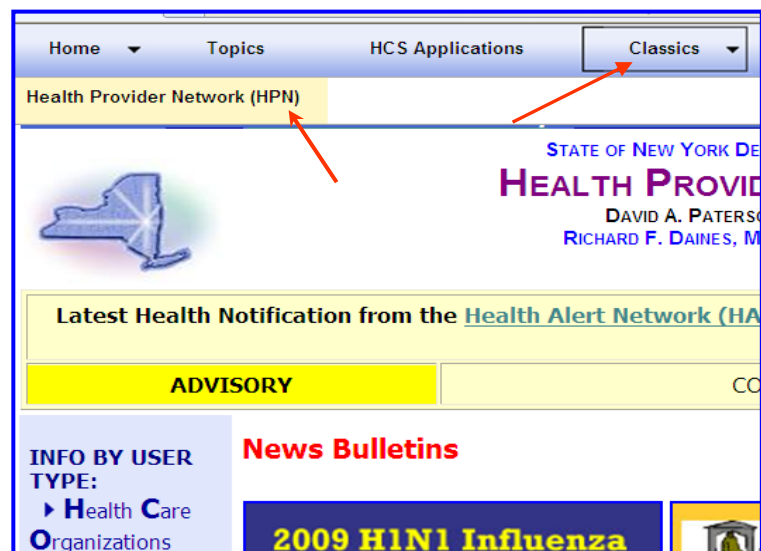 Home Topics HCS Applications Classics
Health Provider Network (HPN)
STATE OF NEW YORK DE
HEALTH PROVID
DAVID A. PATERS
RICHARD F. DAINES, M
Latest Health Notification from the Health Alert Network (HA
ADVISORY CO
INFO BY USER
TYPE:
Health Care
Organizations
News Bulletins
2009 H1N1 Influenza